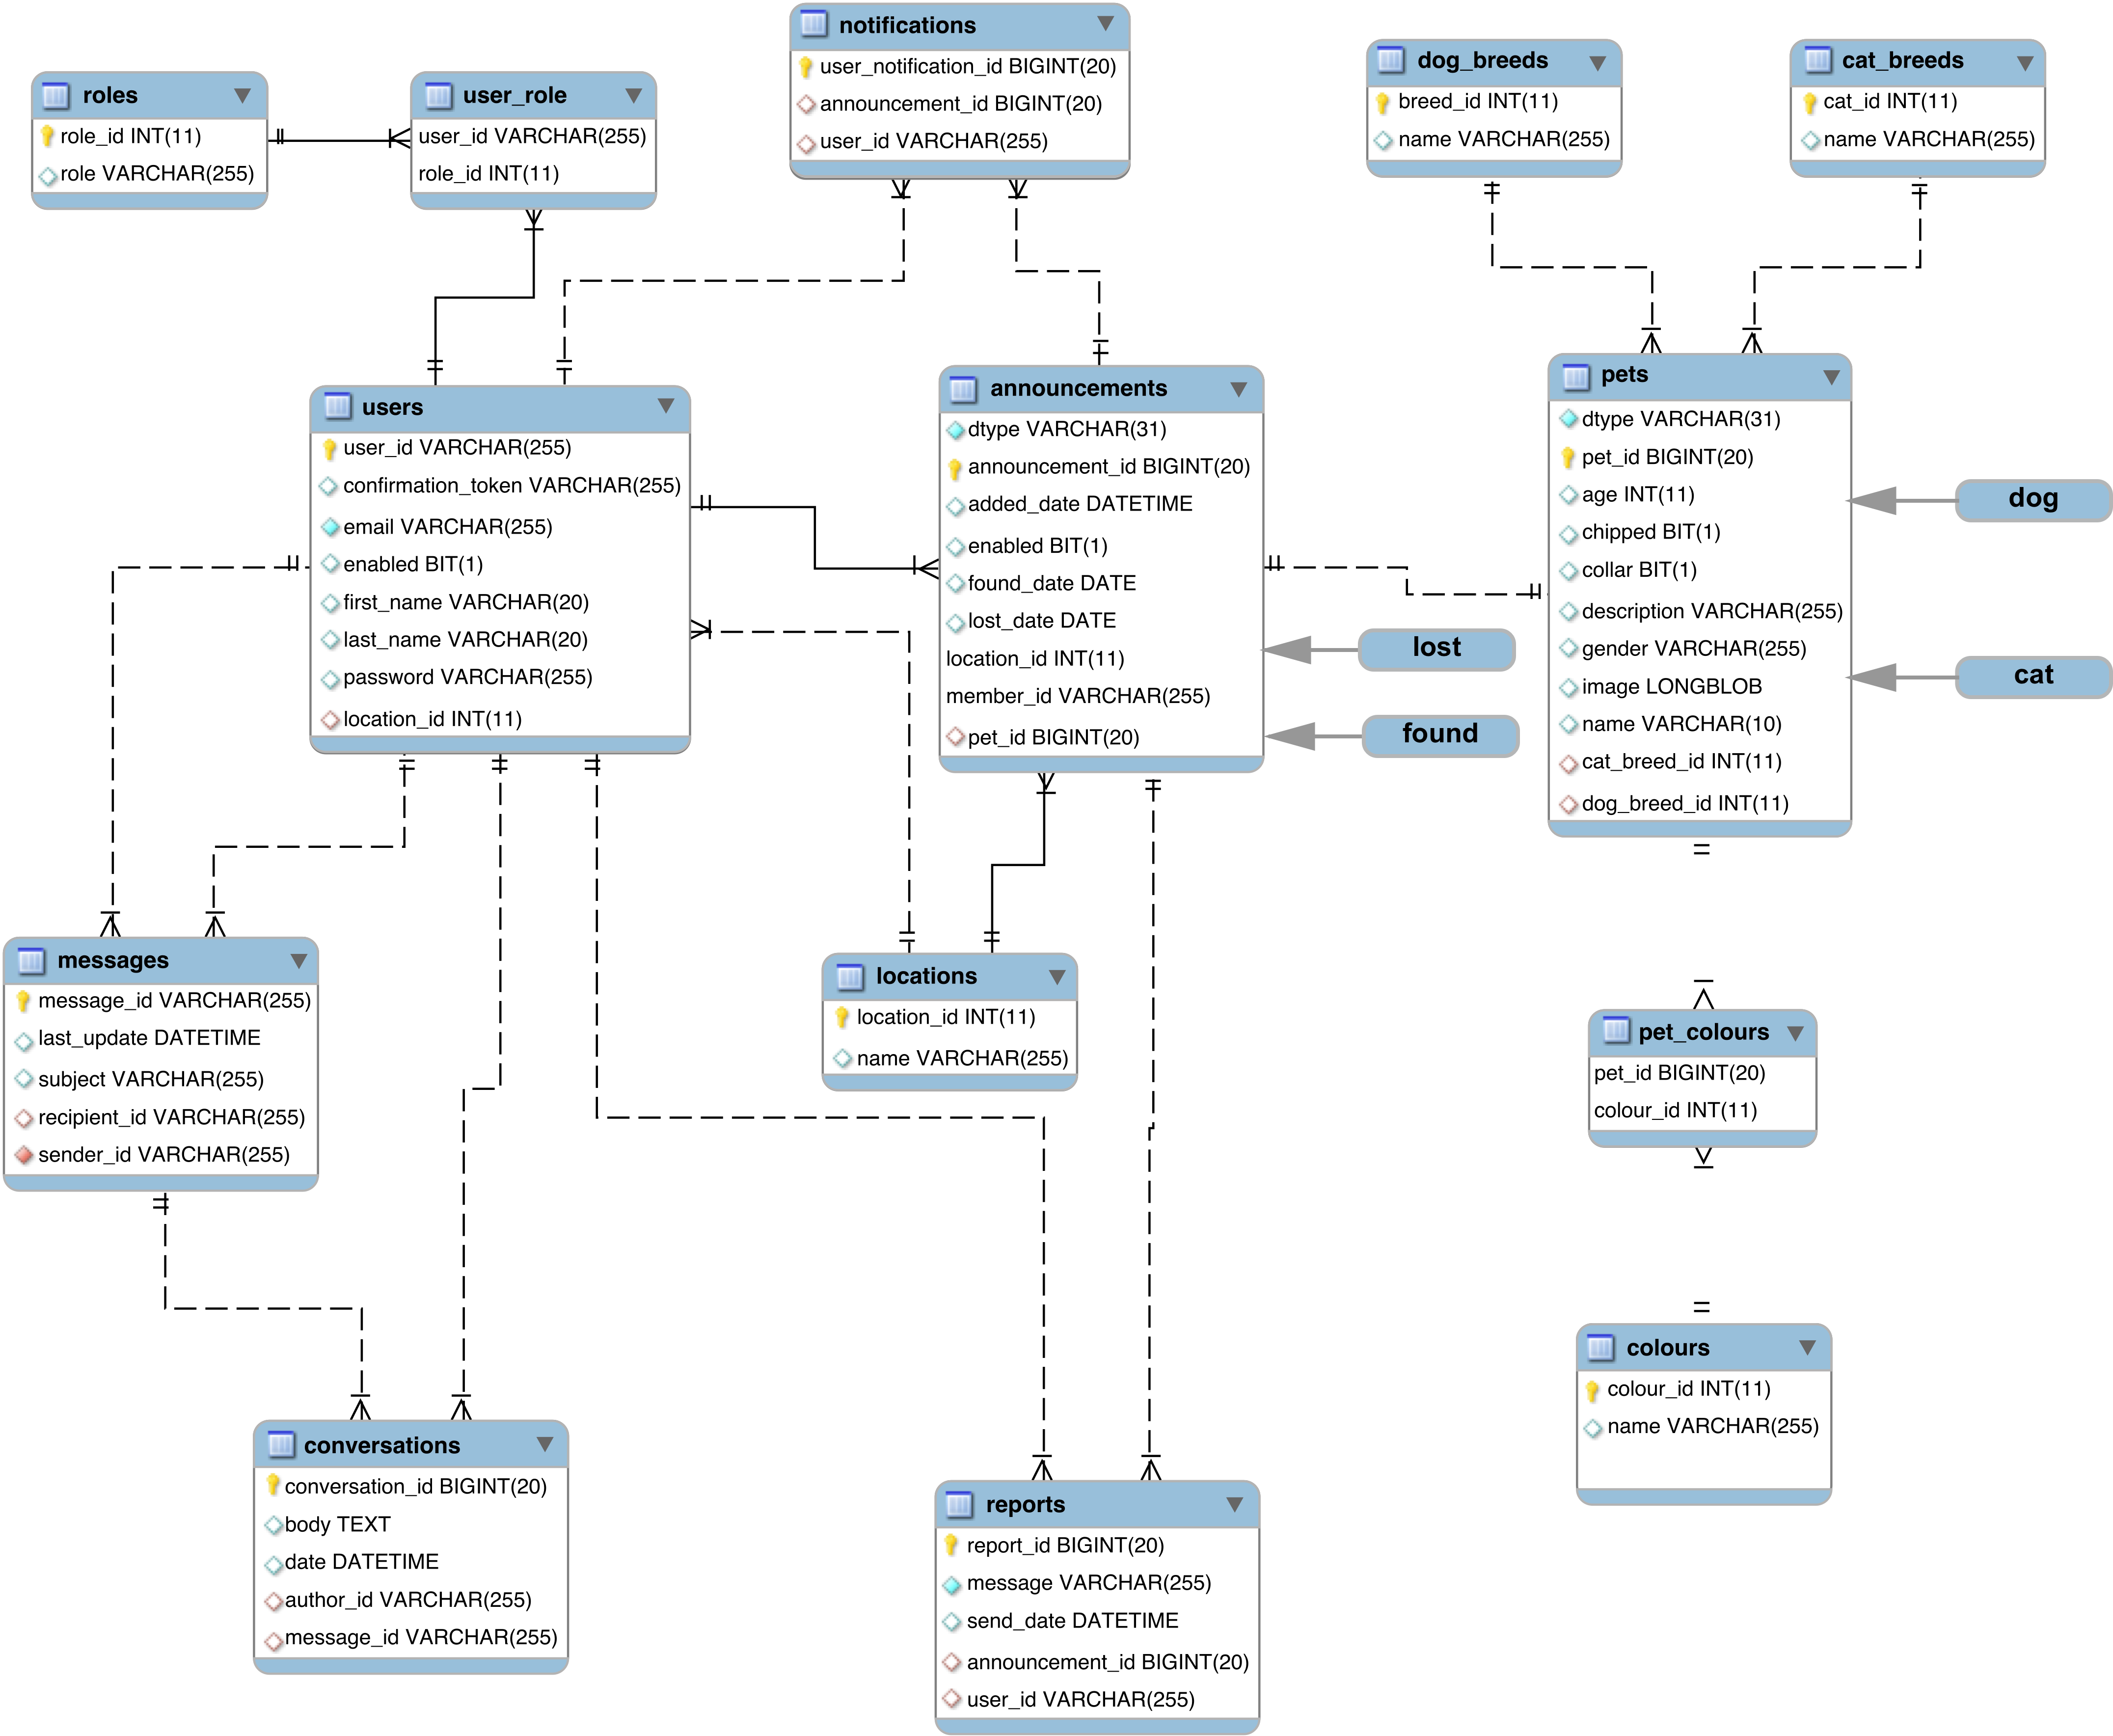 roles
role_id INT(11)
role VARCHAR(255)
user_role
user_id VARCHAR(255)
role_id INT(11)
notifications
user_notification_id BIGINT(20)
announcement_id BIGINT(20)
user_id VARCHAR(255)
dog_breeds
breed_id INT(11)
name VARCHAR(255)
cat_breeds
cat_id INT(11)
name VARCHAR(255)
users
user_id VARCHAR(255)
confirmation_token VARCHAR(255)
email VARCHAR(255)
enabled BIT(1)
first_name VARCHAR(20)
last_name VARCHAR(20)
password VARCHAR(255)
location_id INT(11)
announcements
dtype VARCHAR(31)
announcement_id BIGINT(20)
added_date DATETIME
enabled BIT(1)
found_date DATE
lost_date DATE
location_id INT(11)
member_id VARCHAR(255)
pet_id BIGINT(20)
lost
found
pets
dtype VARCHAR(31)
pet_id BIGINT(20)
age INT(11)
chipped BIT(1)
collar BIT(1)
description VARCHAR(255)
gender VARCHAR(255)
image LONGBLOB
name VARCHAR(10)
cat_breed_id INT(11)
dog_breed_id INT(11)
dog
cat
messages
message_id VARCHAR(255)
last_update DATETIME
subject VARCHAR(255)
recipient_id VARCHAR(255)
sender_id VARCHAR(255)
locations
location_id INT(11)
name VARCHAR(255)
pet_colours
pet_id BIGINT(20)
colour_id INT(11)
colours
colour_id INT(11)
name VARCHAR(255)
conversations
conversation_id BIGINT(20)
body TEXT
date DATETIME
author_id VARCHAR(255)
message_id VARCHAR(255)
reports
report_id BIGINT(20)
message VARCHAR(255)
send_date DATETIME
announcement_id BIGINT(20)
user_id VARCHAR(255)